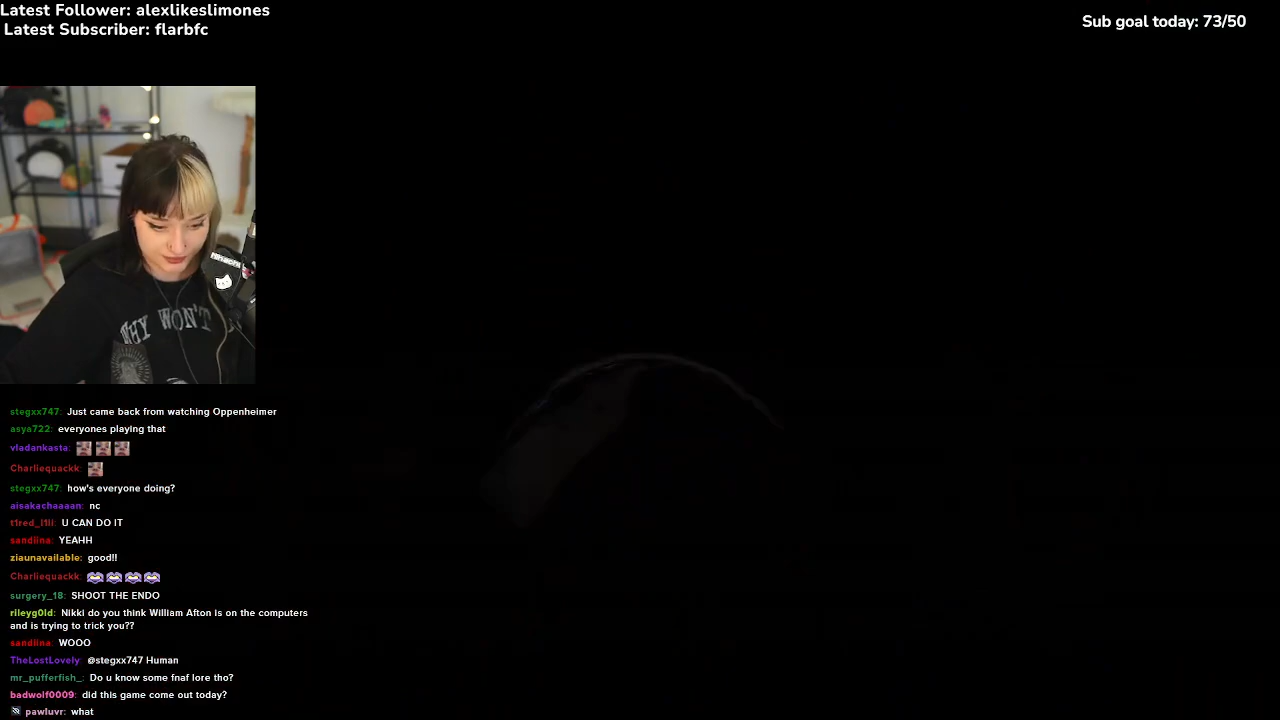 Latest Follower: alexlikeslimones
Latest Subscriber: flarbfc
Sub goal today: 73/50
WHY WON'T
stegxx747: Just came back from watching Oppenheimer
asya722: everyones playing that
vladankasta:
Charliequackk:
stegxx747: how's everyone doing?
aisakachaaaan: nc
t1red_l1li: U CAN DO IT
sandiina: YEAHH
ziaunavailable: good!!
Charliequackk:
surgery_18: SHOOT THE ENDO
rileyg0ld: Nikki do you think William Afton is on the computers
and is trying to trick you??
sandiina: WOOO
TheLostLovely: @stegxx747 Human
mr_pufferfish_: Do u know some fnaf lore tho?
badwolf0009: did this game come out today?
pawluvr: what